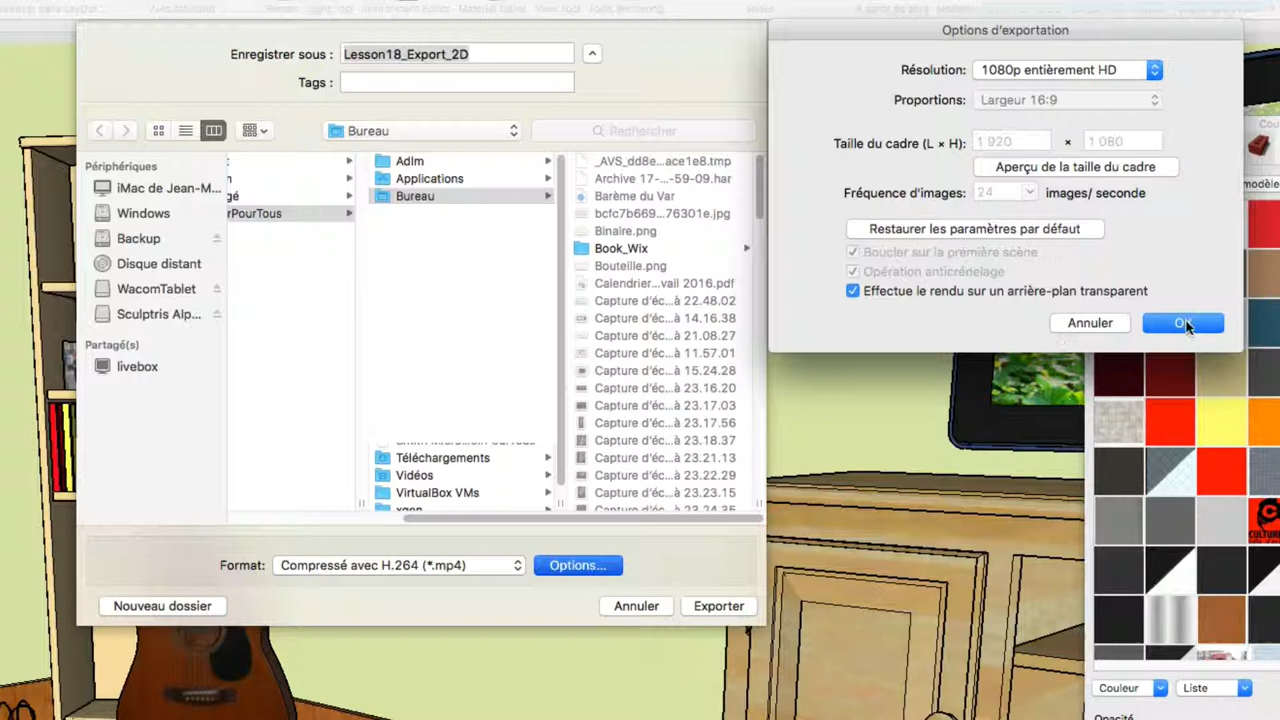 Options d'exportation
Enregistrer sous : Lesson18_Export_2D
Tags :
Résolution: 1080p entièrement HD
Proportions: Largeur 16:9
Taille du cadre (L × H): 1 920 × 1 080
Aperçu de la taille du cadre
Fréquence d'images: 24 images/ seconde
Restaurer les paramètres par défaut
Boucler sur la première scène
Opération anticrénelage
Effectue le rendu sur un arrière-plan transparent
Annuler
Bureau
Rechercher
Périphériques
iMac de Jean-M...
Windows
Backup
Disque distant
WacomTablet
Sculptris Alp...
Partagé(s)
livebox
gé
rPourTous
AdIm
Applications
Bureau
Téléchargements
Vidéos
VirtualBox VMs
_AVS_dd8e...ace1e8.tmp
Archive 17-...-59-09.har
Barème du Var
bcfc7b669...76301e.jpg
Binaire.png
Book_Wix
Bouteille.png
Calendrier...vail 2016.pdf
Capture d'éc...à 22.48.02
Capture d'éc...à 14.16.38
Capture d'éc...à 21.08.27
Capture d'éc...à 11.57.01
Capture d'éc...à 15.24.28
Capture d'éc...à 23.16.20
Capture d'éc...à 23.17.03
Capture d'éc...à 23.17.56
Capture d'éc...à 23.18.37
Capture d'éc...à 23.21.13
Capture d'éc...à 23.22.29
Capture d'éc...à 23.23.15
Capture d'éc...à 23.24.35
Format: Compressé avec H.264 (*.mp4)
Options...
Nouveau dossier
Annuler
Exporter
Cou
modèle
Couleur
Liste
Opacité